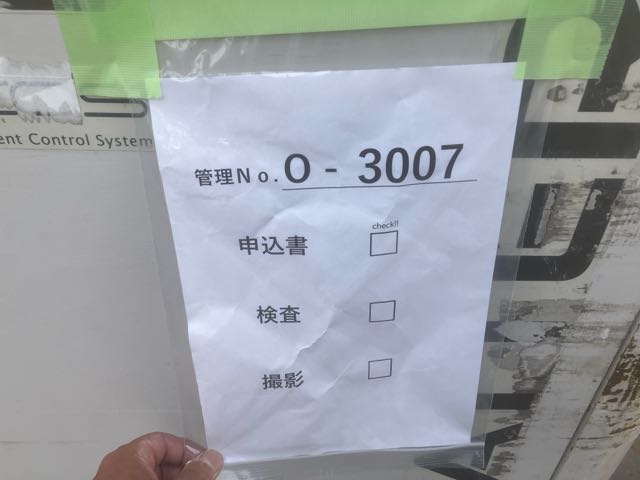 ent Control System
管理No. O - 3007
check!!
申込書 □
検査 □
撮影 □